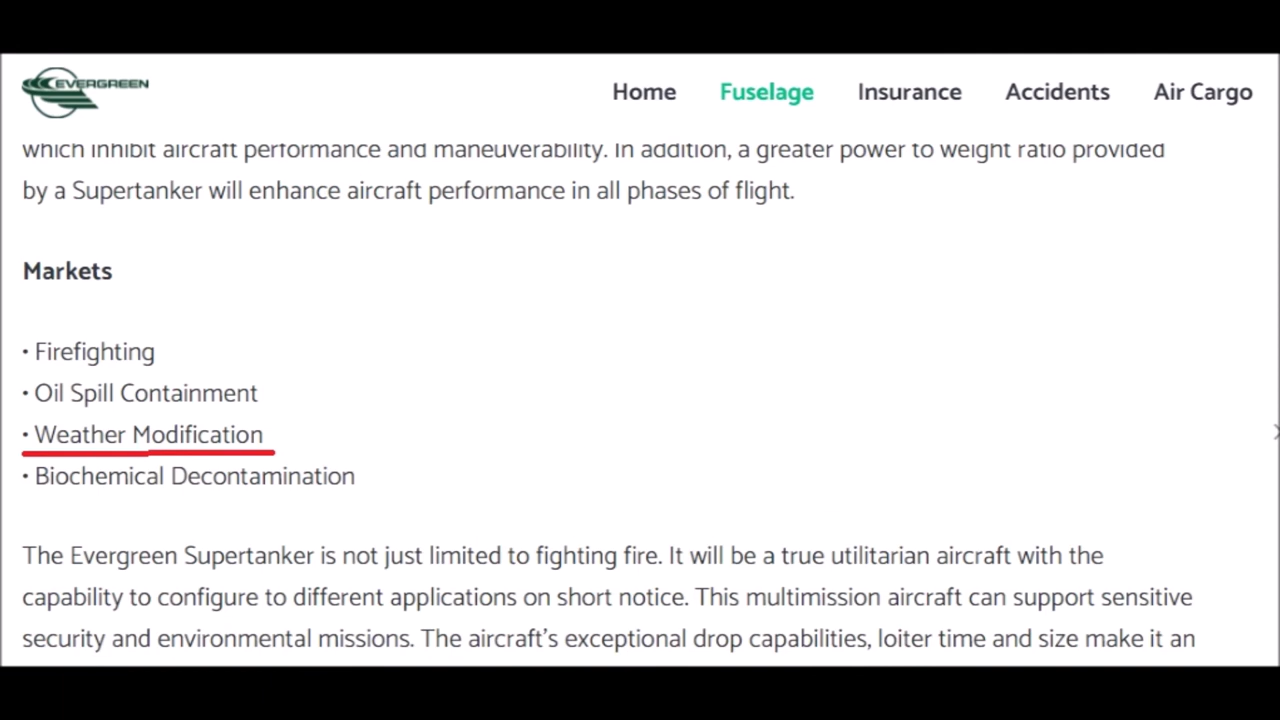 EVERGREEN
Home Fuselage Insurance Accidents Air Cargo
which inhibit aircraft performance and maneuverability. In addition, a greater power to weight ratio provided
by a Supertanker will enhance aircraft performance in all phases of flight.
Markets
• Firefighting
• Oil Spill Containment
• Weather Modification
• Biochemical Decontamination
The Evergreen Supertanker is not just limited to fighting fire. It will be a true utilitarian aircraft with the
capability to configure to different applications on short notice. This multimission aircraft can support sensitive
security and environmental missions. The aircraft’s exceptional drop capabilities, loiter time and size make it an